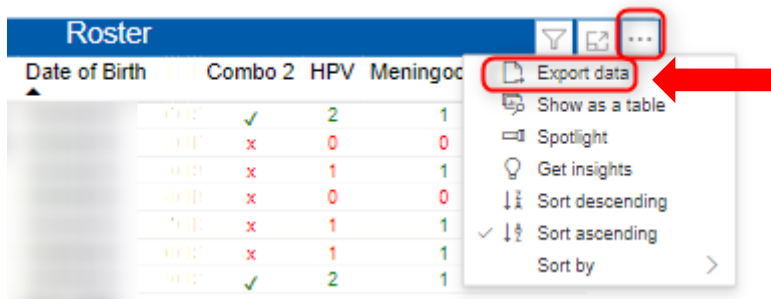 Roster
Date of Birth Combo 2 HPV Meningoc
✓ 2 1
x 0 0
x 1 1
x 0 0
x 1 1
x 1 1
✓ 2 1
...
Export data
Show as a table
Spotlight
Get insights
Sort descending
✓ Sort ascending
Sort by